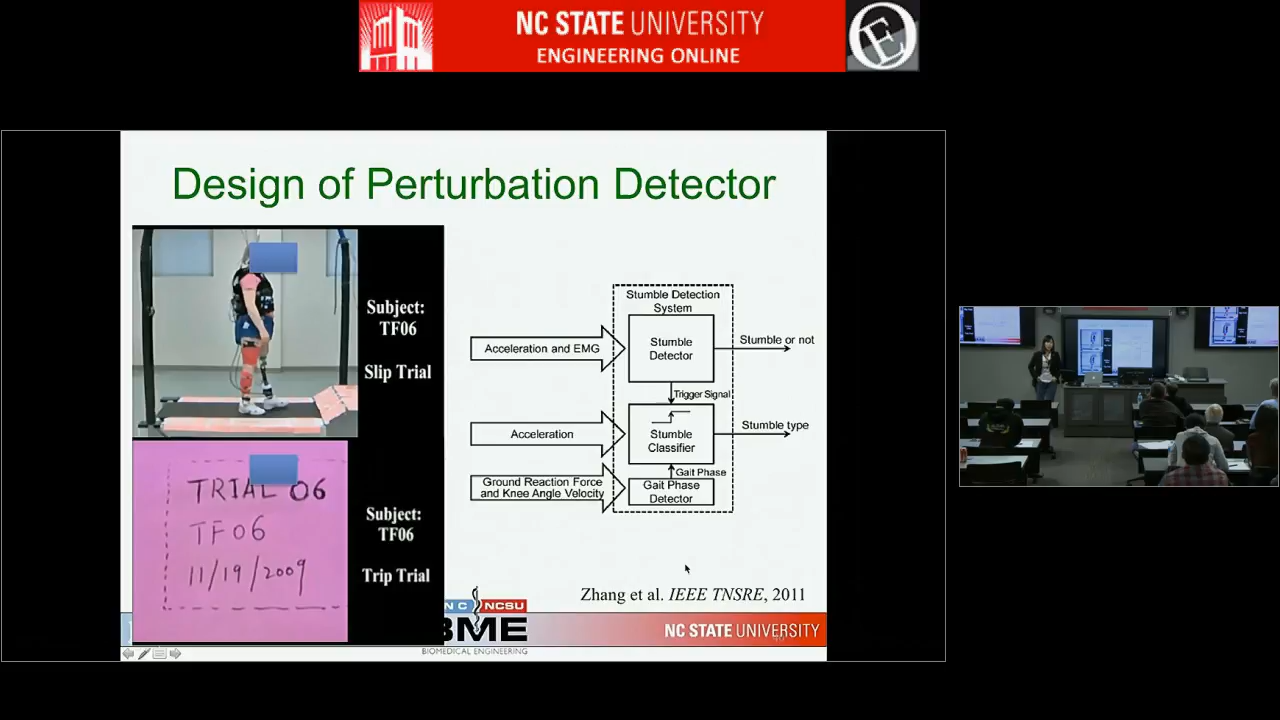 NC STATE UNIVERSITY
ENGINEERING ONLINE
Design of Perturbation Detector
Subject:
TF06
Slip Trial
TRIAL 06
TF06
11/19/2009
Subject:
TF06
Trip Trial
Stumble Detection
System
Acceleration and EMG
Stumble
Detector
Stumble or not
Trigger Signal
Acceleration
Stumble
Classifier
Stumble type
Gait Phase
Ground Reaction Force
and Knee Angle Velocity
Gait Phase
Detector
Zhang et al. IEEE TNSRE, 2011
N C NCSU
BME
BIOMEDICAL ENGINEERING
NC STATE UNIVERSITY